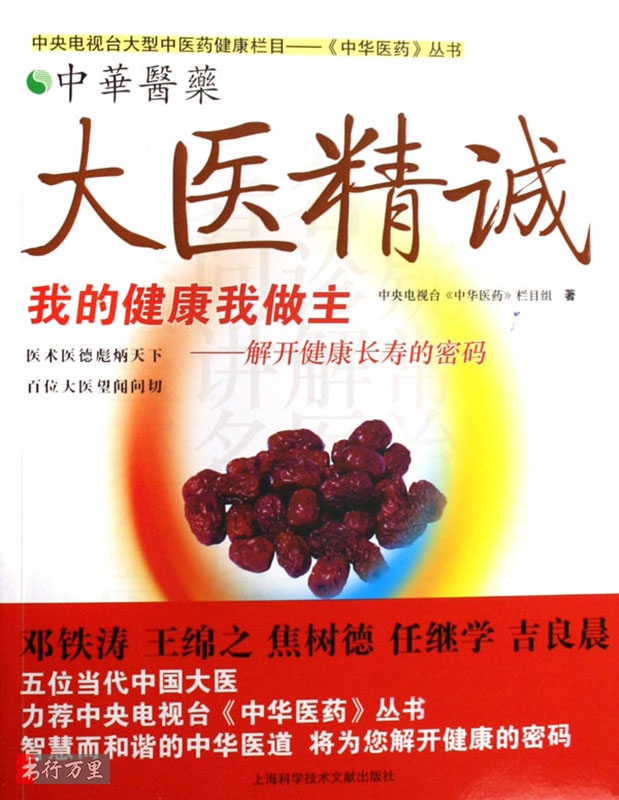 中央电视台大型中医药健康栏目——《中华医药》丛书
中華醫藥
大医精诚
我的健康我做主
中央电视台《中华医药》栏目组 著
医术医德彪炳天下
——解开健康长寿的密码
百位大医望闻问切
邓铁涛 王绵之 焦树德 任继学 吉良晨
五位当代中国大医
力荐中央电视台《中华医药》丛书
智慧而和谐的中华医道 将为您解开健康的密码
书行万里
上海科学技术文献出版社